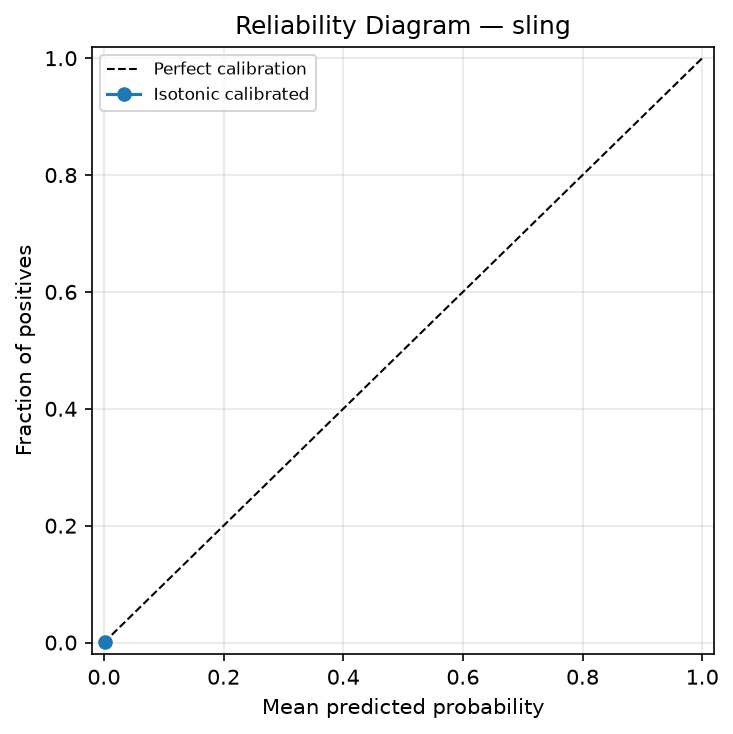 Reliability Diagram — sling
Perfect calibration
Isotonic calibrated
Fraction of positives
1.0
0.8
0.6
0.4
0.2
0.0
0.0 0.2 0.4 0.6 0.8 1.0
Mean predicted probability